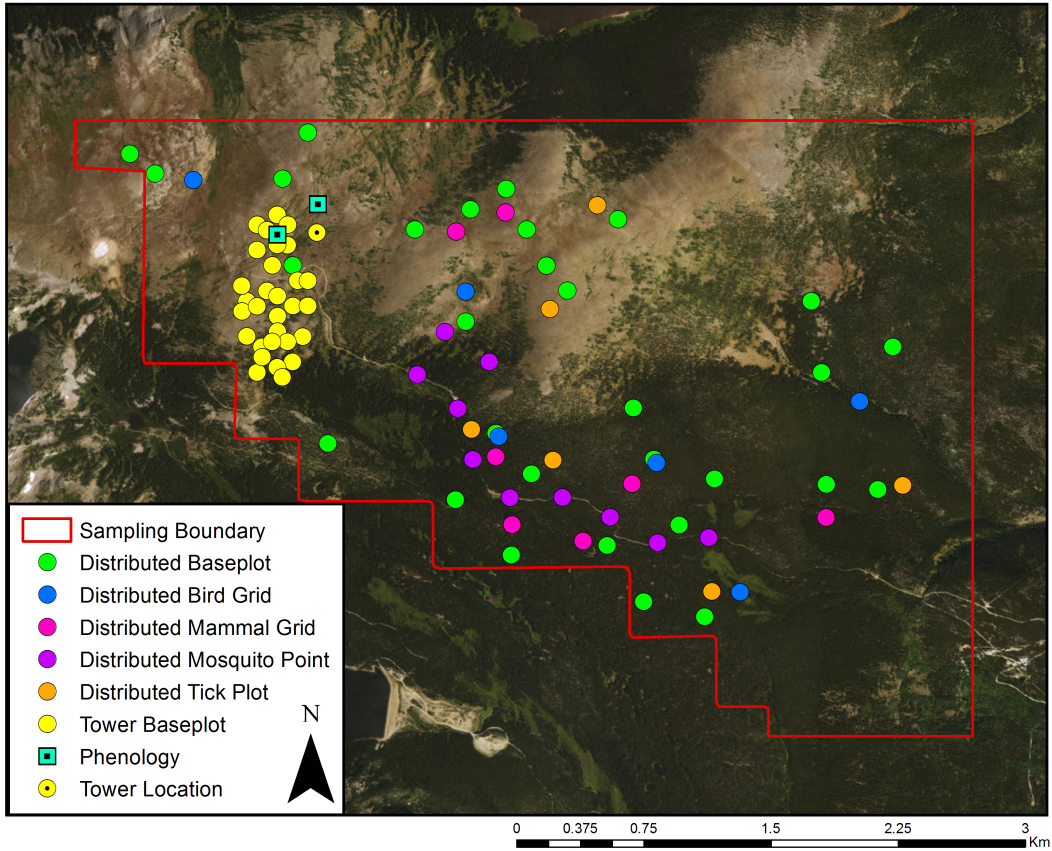 Sampling Boundary
Distributed Baseplot
Distributed Bird Grid
Distributed Mammal Grid
Distributed Mosquito Point
Distributed Tick Plot
Tower Baseplot
Phenology
Tower Location
N
0 0.375 0.75 1.5 2.25 3
Km